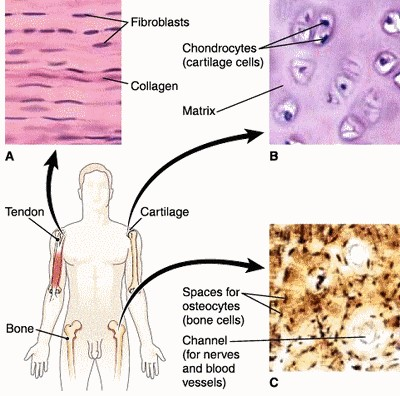 Fibroblasts
Collagen
A
Chondrocytes
(cartilage cells)
Matrix
B
Tendon
Cartilage
Bone
Spaces for
osteocytes
(bone cells)
Channel
(for nerves
and blood
vessels)
C